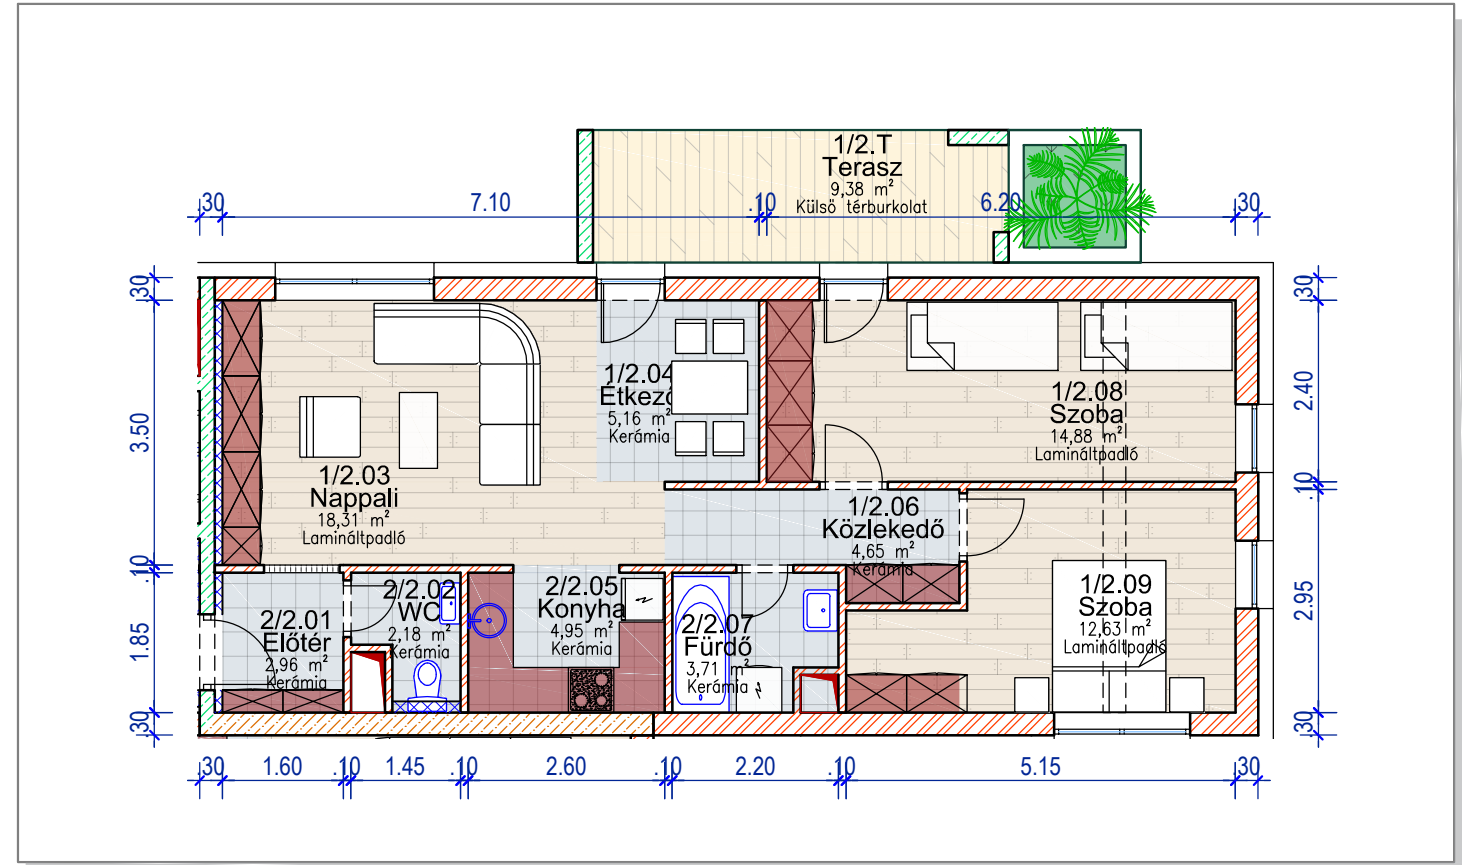 1/2.T
Terasz
9,38 m²
Külső térburkolat
.30
7.10
.10
6.20
.30
.30
3.50
.10
1.85
.30
.30
2.40
.10
2.95
.30
1/2.04
Étkező
5,16 m²
Kerámia
1/2.08
Szoba
14,88 m²
Lamináltpadló
1/2.03
Nappali
18,31 m²
Lamináltpadló
1/2.06
Közlekedő
4,65 m²
Kerámia
2/2.01
Előtér
2,96 m²
Kerámia
2/2.02
WC
2,18 m²
Kerámia
2/2.05
Konyha
4,95 m²
Kerámia
2/2.07
Fürdő
3,71 m²
Kerámia
1/2.09
Szoba
12,63 m²
Lamináltpadló
.30
1.60
.10
1.45
.10
2.60
.10
2.20
.10
5.15
.30